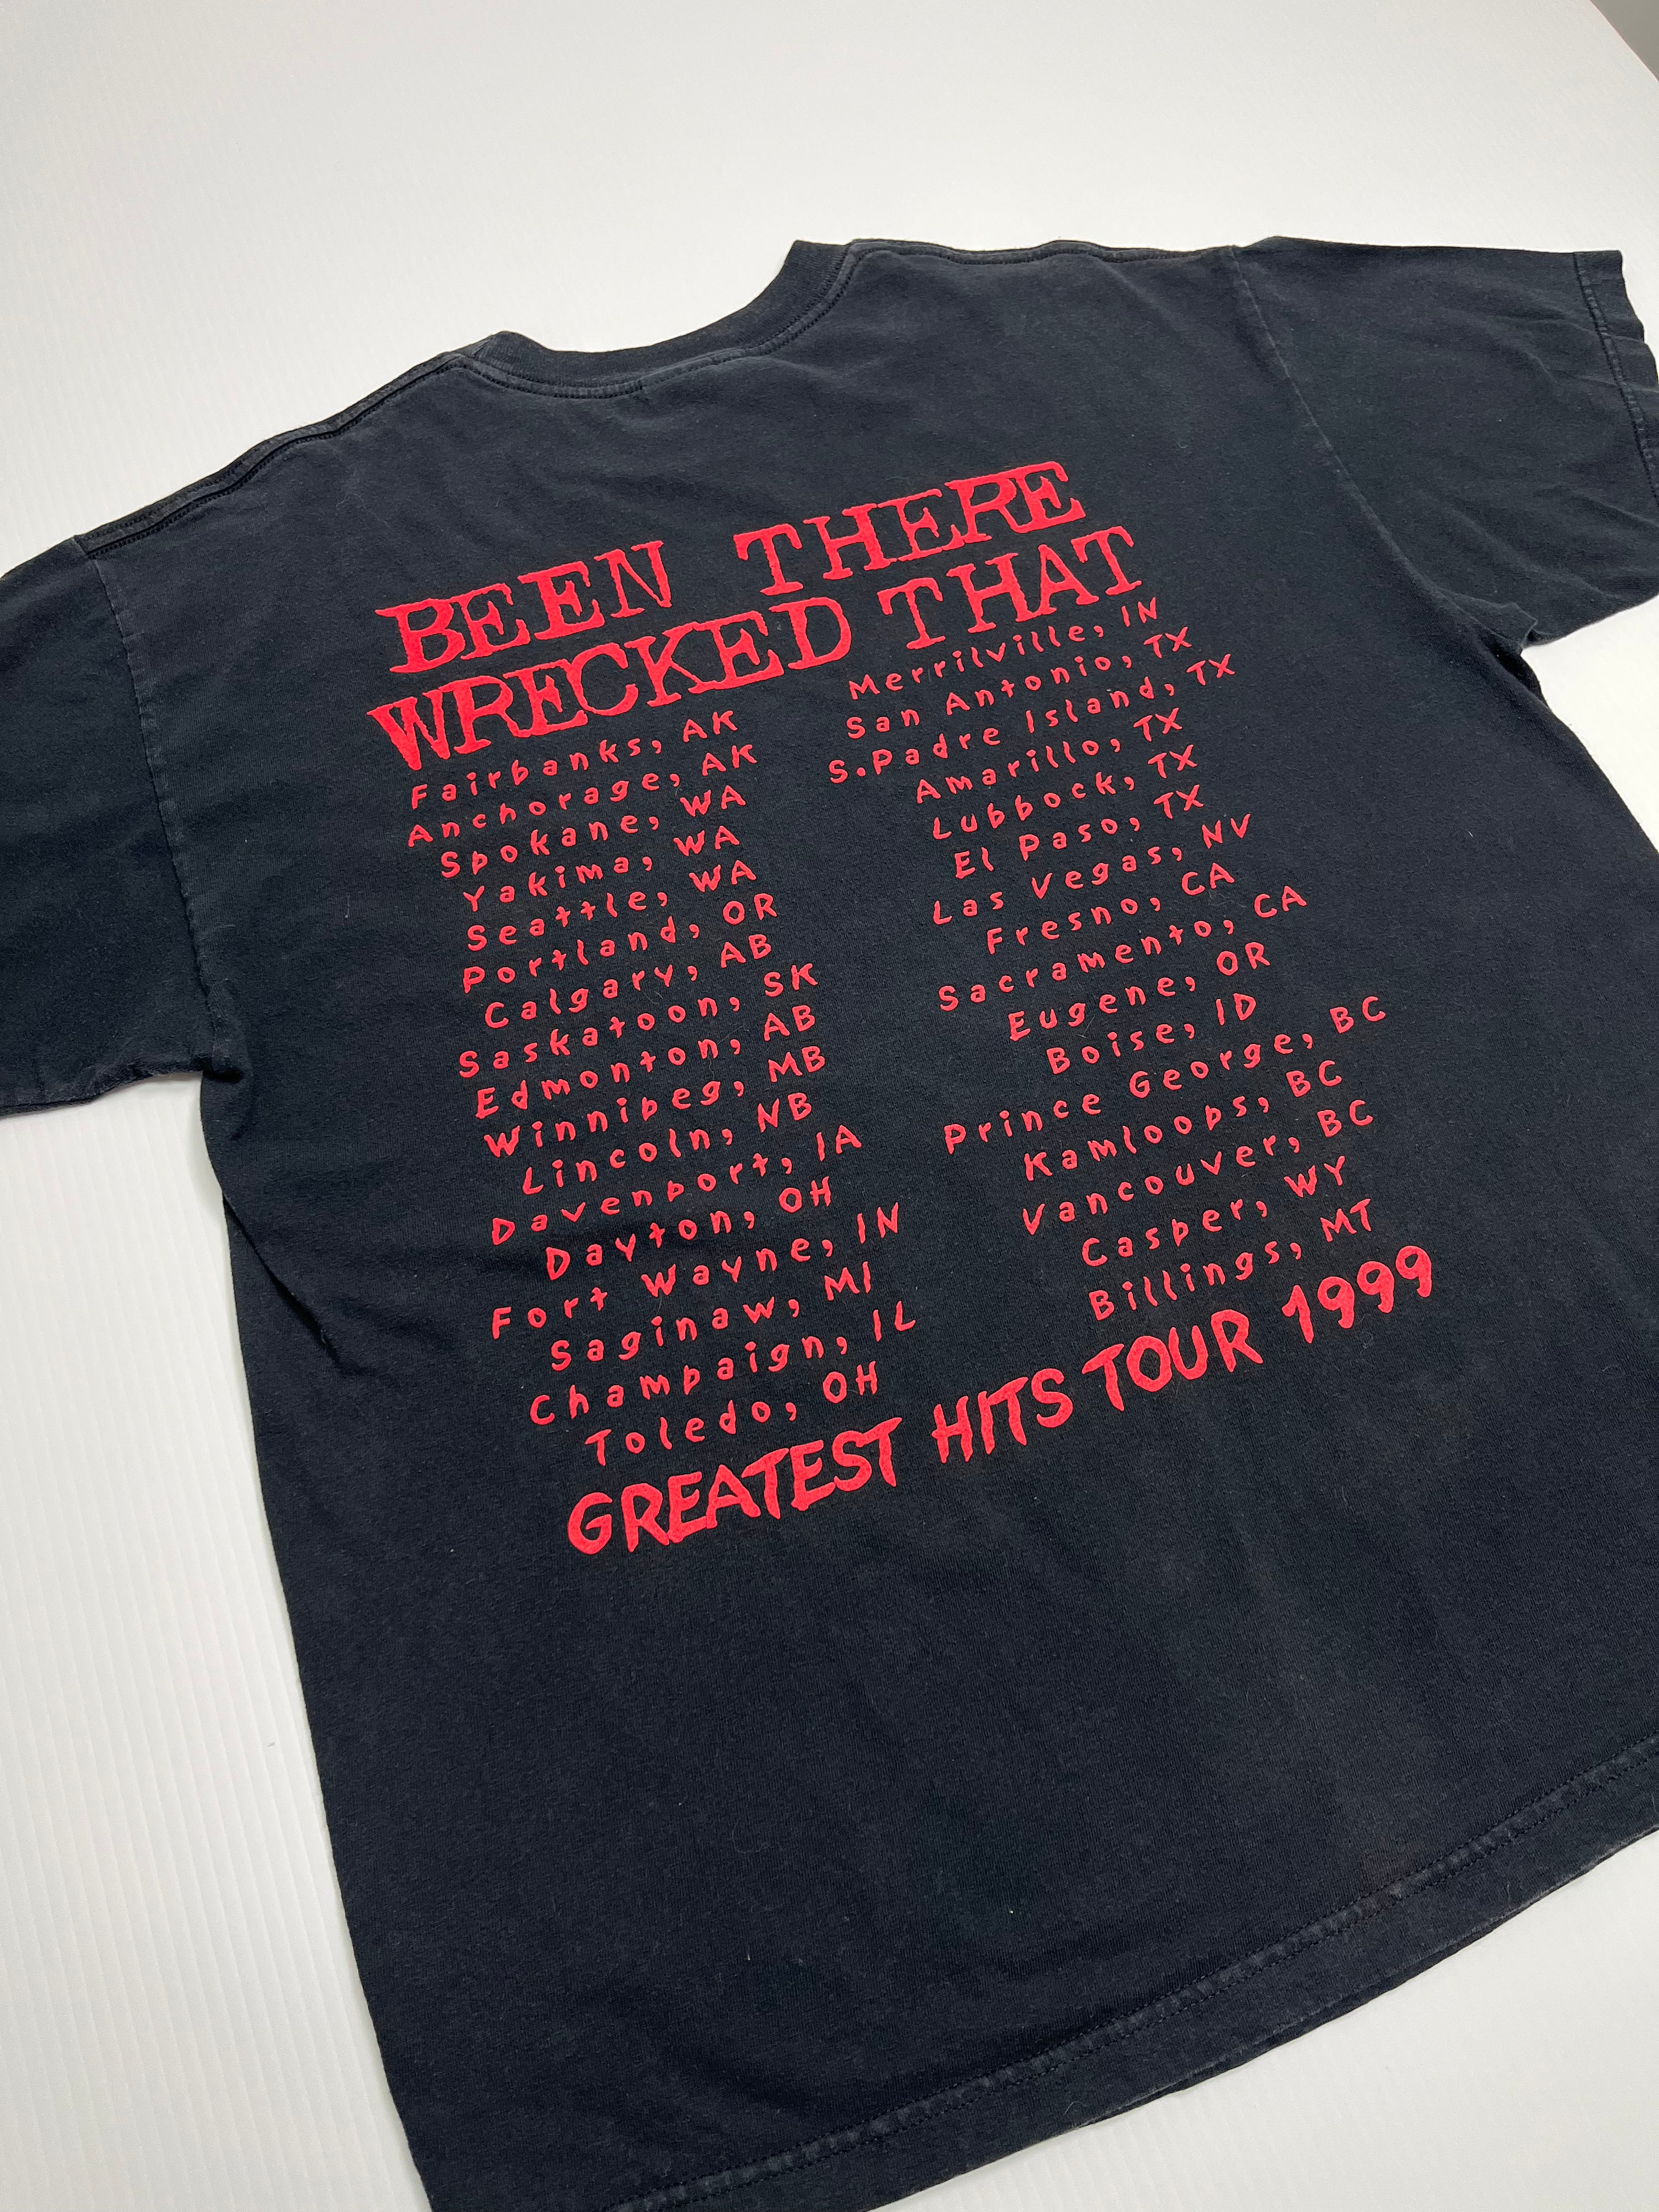 BEEN THERE
WRECKED THAT
Fairbanks, AK
Anchorage, AK
Spokane, WA
Yakima, WA
Seattle, WA
Portland, OR
Calgary, AB
Saskatoon, SK
Edmonton, AB
Winnipeg, MB
Lincoln, NB
Davenport, IA
Dayton, OH
Fort Wayne, IN
Saginaw, MI
Champaign, IL
Toledo, OH
Merrilville, IN
San Antonio, TX
S.Padre Island, TX
Amarillo, TX
Lubbock, TX
El Paso, TX
Las Vegas, NV
Fresno, CA
Sacramento, CA
Eugene, OR
Boise, ID
Prince George, BC
Kamloops, BC
Vancouver, BC
Casper, WY
Billings, MT
GREATEST HITS TOUR 1999